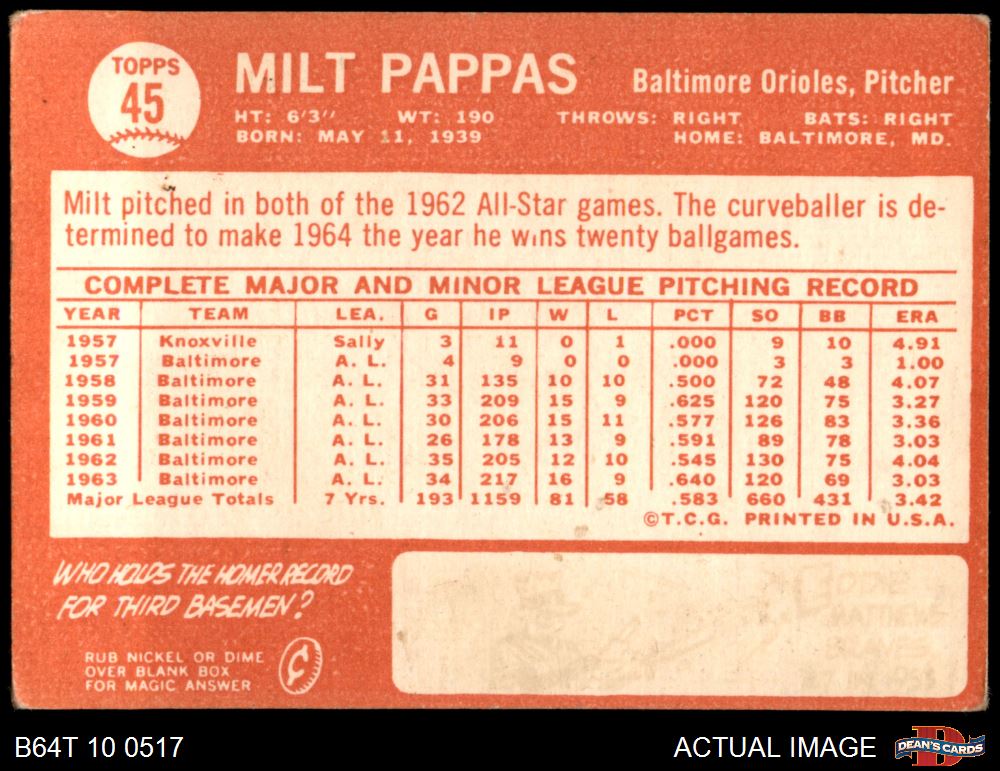 TOPPS
45
MILT PAPPAS
Baltimore Orioles, Pitcher
HT: 6'3" WT: 190 THROWS: RIGHT BATS: RIGHT
BORN: MAY 11, 1939 HOME: BALTIMORE, MD.
Milt pitched in both of the 1962 All-Star games. The curveballer is de-
termined to make 1964 the year he wins twenty ballgames.
COMPLETE MAJOR AND MINOR LEAGUE PITCHING RECORD
YEAR TEAM LEA. G IP W L PCT SO BB ERA
1957 Knoxville Sally 3 11 0 1 .000 9 10 4.91
1957 Baltimore A. L. 4 9 0 0 .000 3 3 1.00
1958 Baltimore A. L. 31 135 10 10 .500 72 48 4.07
1959 Baltimore A. L. 33 209 15 9 .625 120 75 3.27
1960 Baltimore A. L. 30 206 15 11 .577 126 83 3.36
1961 Baltimore A. L. 26 178 13 9 .591 89 78 3.03
1962 Baltimore A. L. 35 205 12 10 .545 130 75 4.04
1963 Baltimore A. L. 34 217 16 9 .640 120 69 3.03
Major League Totals 7 Yrs. 193 1159 81 58 .583 660 431 3.42
©T.C.G. PRINTED IN U.S.A.
WHO HOLDS THE HOMER RECORD
FOR THIRD BASEMEN?
RUB NICKEL OR DIME
OVER BLANK BOX
FOR MAGIC ANSWER
EDDIE
MATTHEWS
BRAVES
47 IN 1953
B64T 10 0517
ACTUAL IMAGE
DEAN'S CARDS